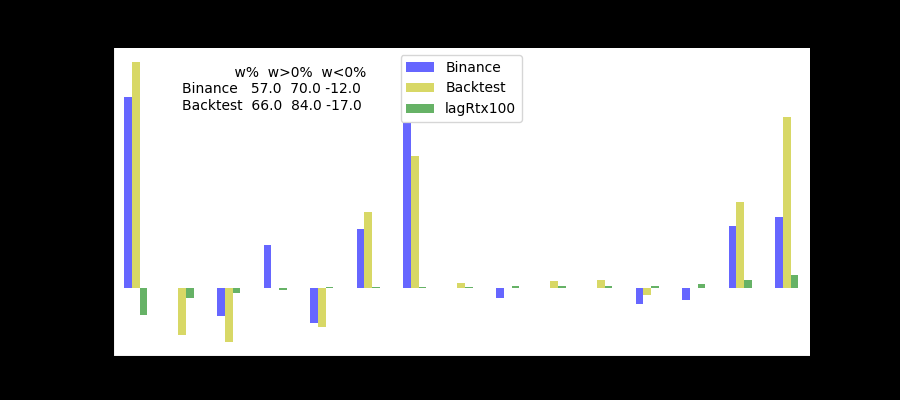 w%  w>0%  w<0%
Binance   57.0  70.0 -12.0
Backtest  66.0  84.0 -17.0
Binance
Backtest
lagRtx100